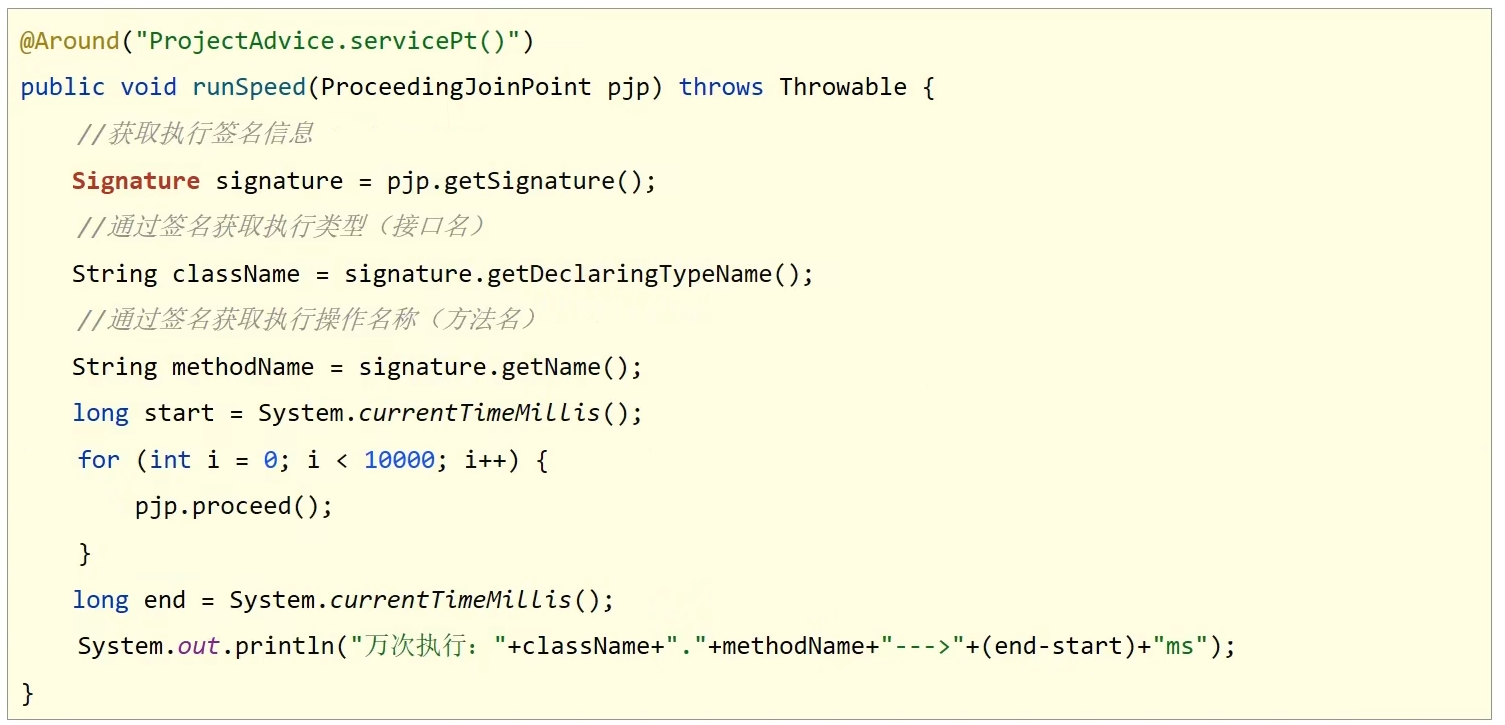 @Around("ProjectAdvice.servicePt()")
public void runSpeed(ProceedingJoinPoint pjp) throws Throwable {
//获取执行签名信息
Signature signature = pjp.getSignature();
//通过签名获取执行类型（接口名）
String className = signature.getDeclaringTypeName();
//通过签名获取执行操作名称（方法名）
String methodName = signature.getName();
long start = System.currentTimeMillis();
for (int i = 0; i < 10000; i++) {
pjp.proceed();
}
long end = System.currentTimeMillis();
System.out.println("万次执行："+className+"."+methodName+"--->"+(end-start)+"ms");
}